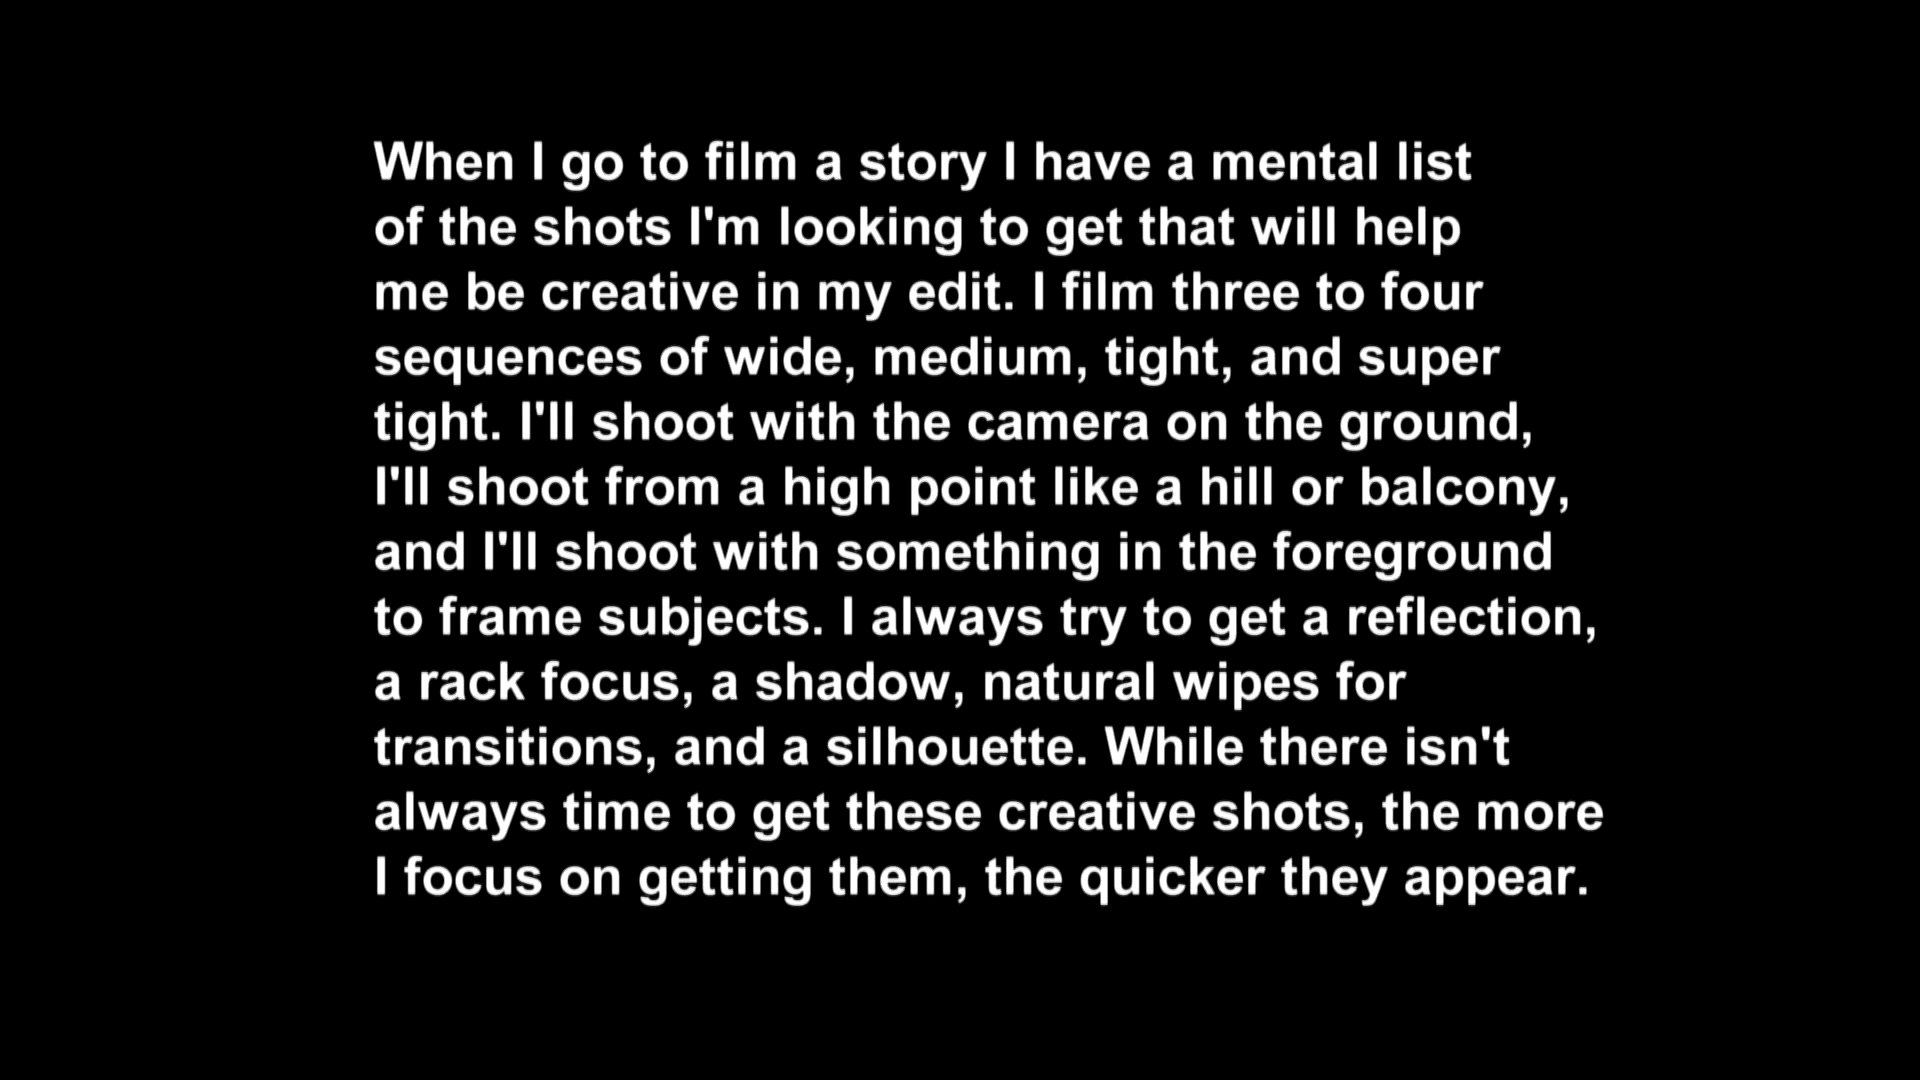 When I go to film a story I have a mental list
of the shots I'm looking to get that will help
me be creative in my edit. I film three to four
sequences of wide, medium, tight, and super
tight. I'll shoot with the camera on the ground,
I'll shoot from a high point like a hill or balcony,
and I'll shoot with something in the foreground
to frame subjects. I always try to get a reflection,
a rack focus, a shadow, natural wipes for
transitions, and a silhouette. While there isn't
always time to get these creative shots, the more
I focus on getting them, the quicker they appear.